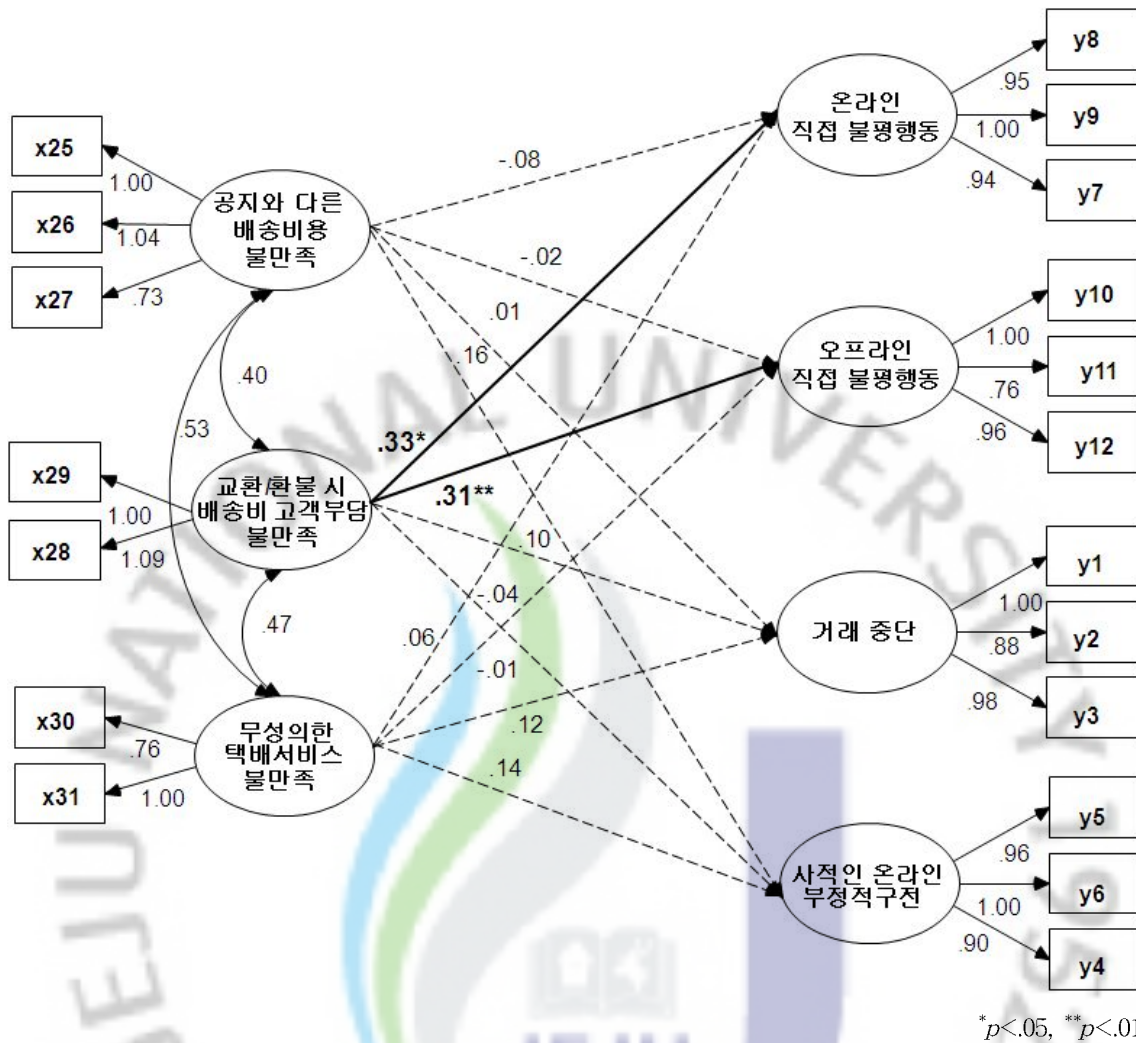 x25
x26
x27
1.00
1.04
.73
공지와 다른
배송비용
불만족
x29
x28
1.00
1.09
교환/환불 시
배송비 고객부담
불만족
x30
x31
.76
1.00
무성의한
택배서비스
불만족
.40
.53
.47
-.08
-.02
.01
.16
.33*
.31**
.10
-.04
.06
-.01
.12
.14
온라인
직접 불평행동
.95
1.00
.94
y8
y9
y7
오프라인
직접 불평행동
1.00
.76
.96
y10
y11
y12
거래 중단
1.00
.88
.98
y1
y2
y3
사적인 온라인
부정적구전
.96
1.00
.90
y5
y6
y4
*p<.05, **p<.01
JEJU NATIONAL UNIVERSITY